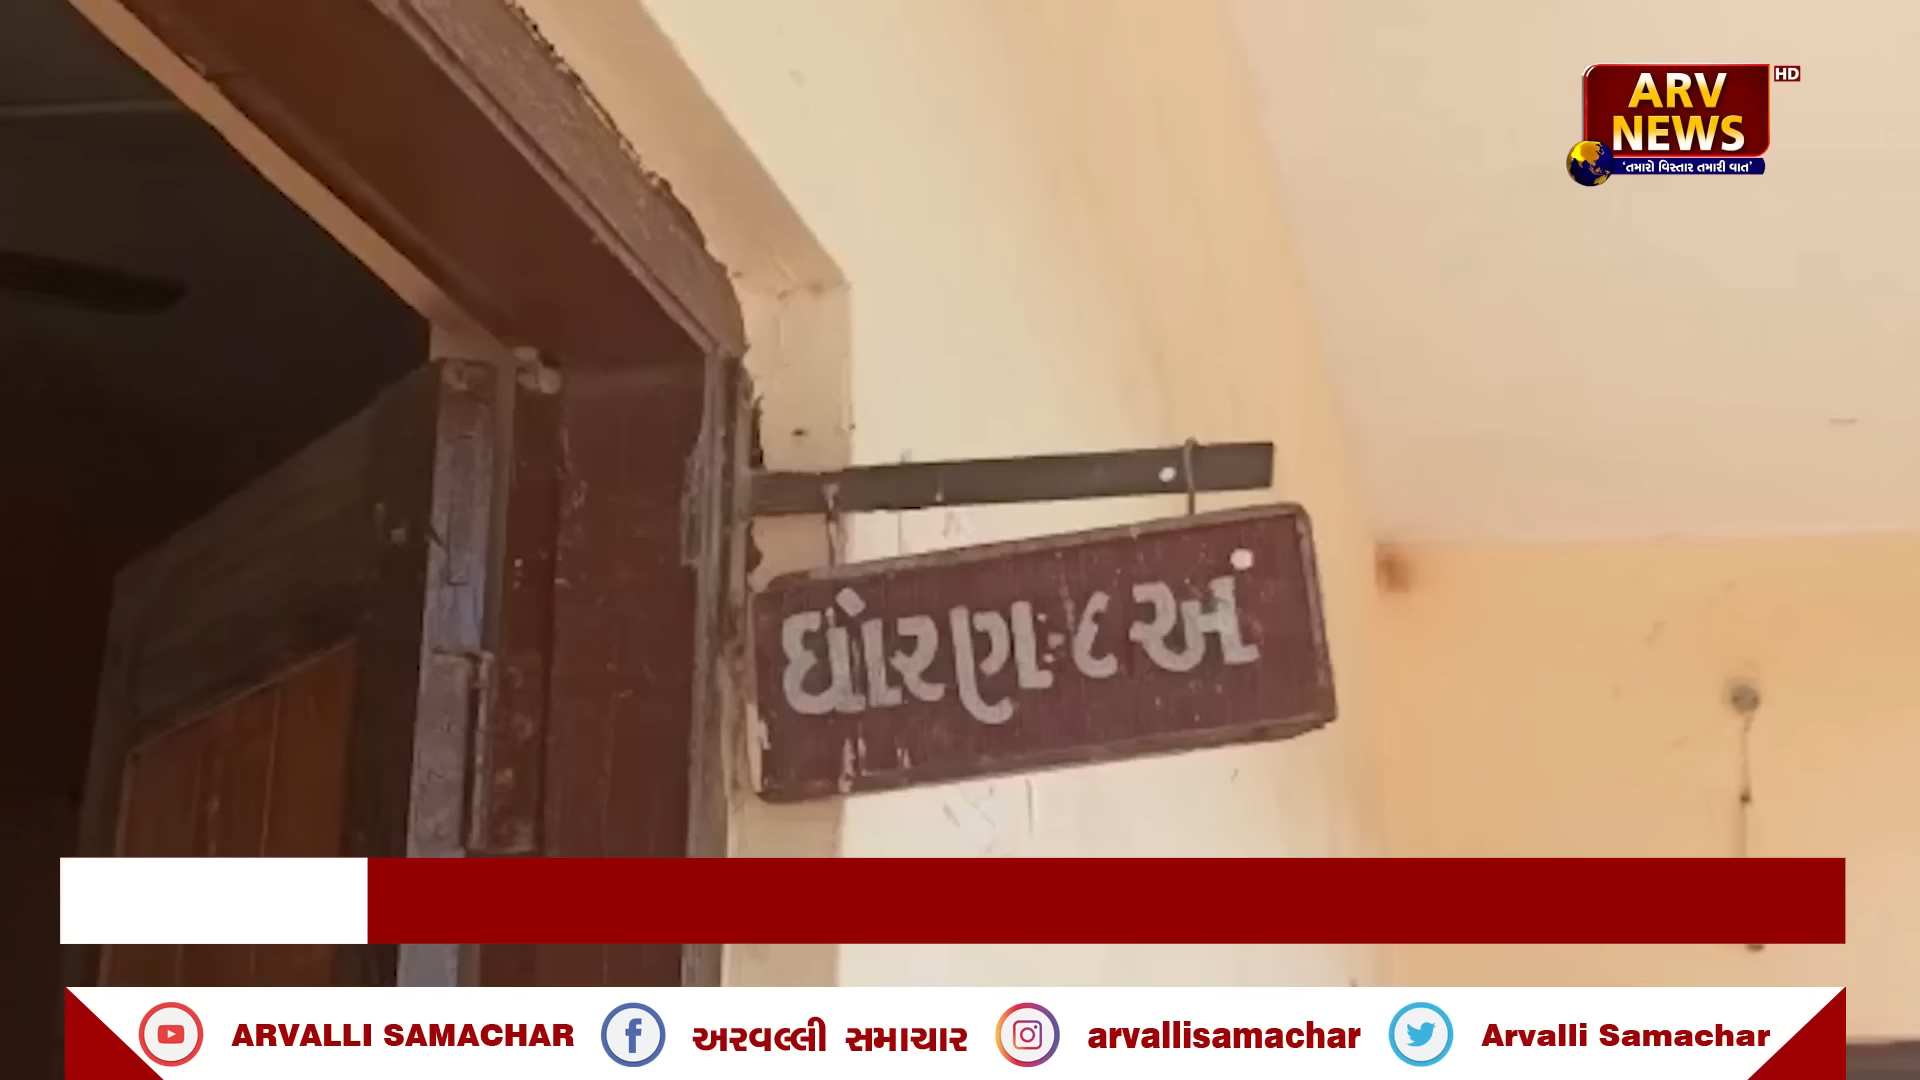 ARV
NEWS
HD
'તમારો વિસ્તાર તમારી વાત'
ધોરણ:૮ અં
ARVALLI SAMACHAR
અરવલ્લી સમાચાર
arvallisamachar
Arvalli Samachar